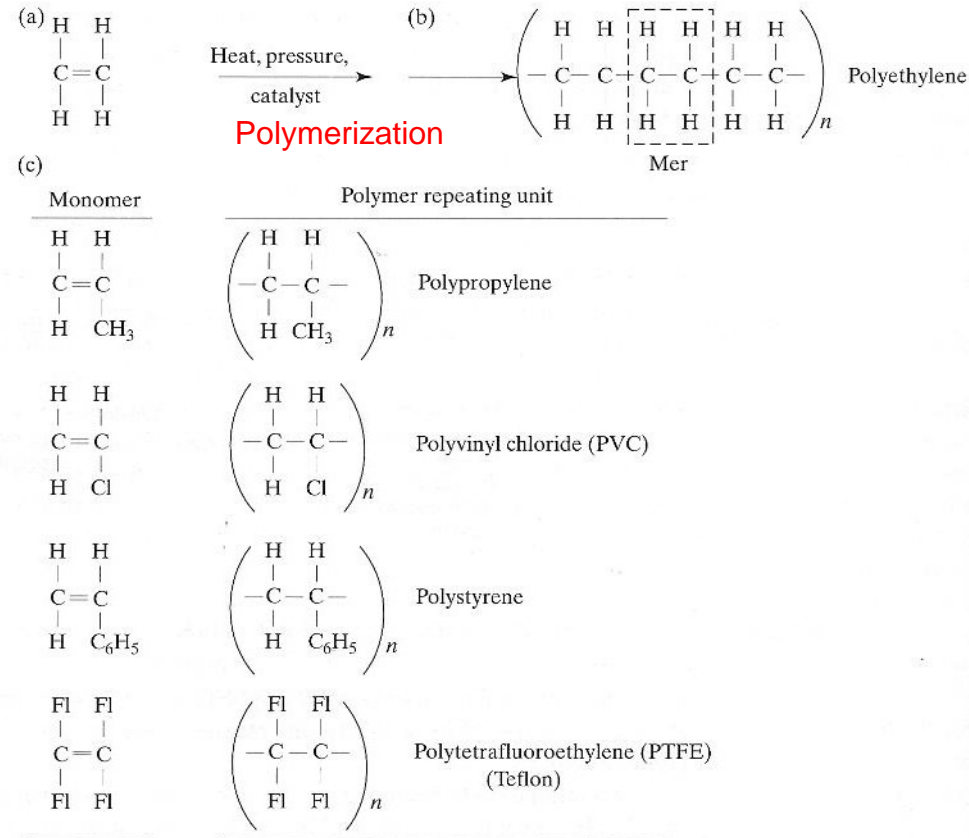 (a)
H H
C=C
H H
Heat, pressure,
catalyst
Polymerization
(b)
H H H H H H
— C — C — C — C — C — C — n
H H H H H H
Polyethylene
Mer
(c)
Monomer Polymer repeating unit
H H H H
C=C —C—C— n Polypropylene
H CH3 H CH3
H H H H
C=C —C—C— n Polyvinyl chloride (PVC)
H Cl H Cl
H H H H
C=C —C—C— n Polystyrene
H C6H5 H C6H5
Fl Fl Fl Fl
C=C —C—C— n Polytetrafluoroethylene (PTFE)
(Teflon)
Fl Fl Fl Fl